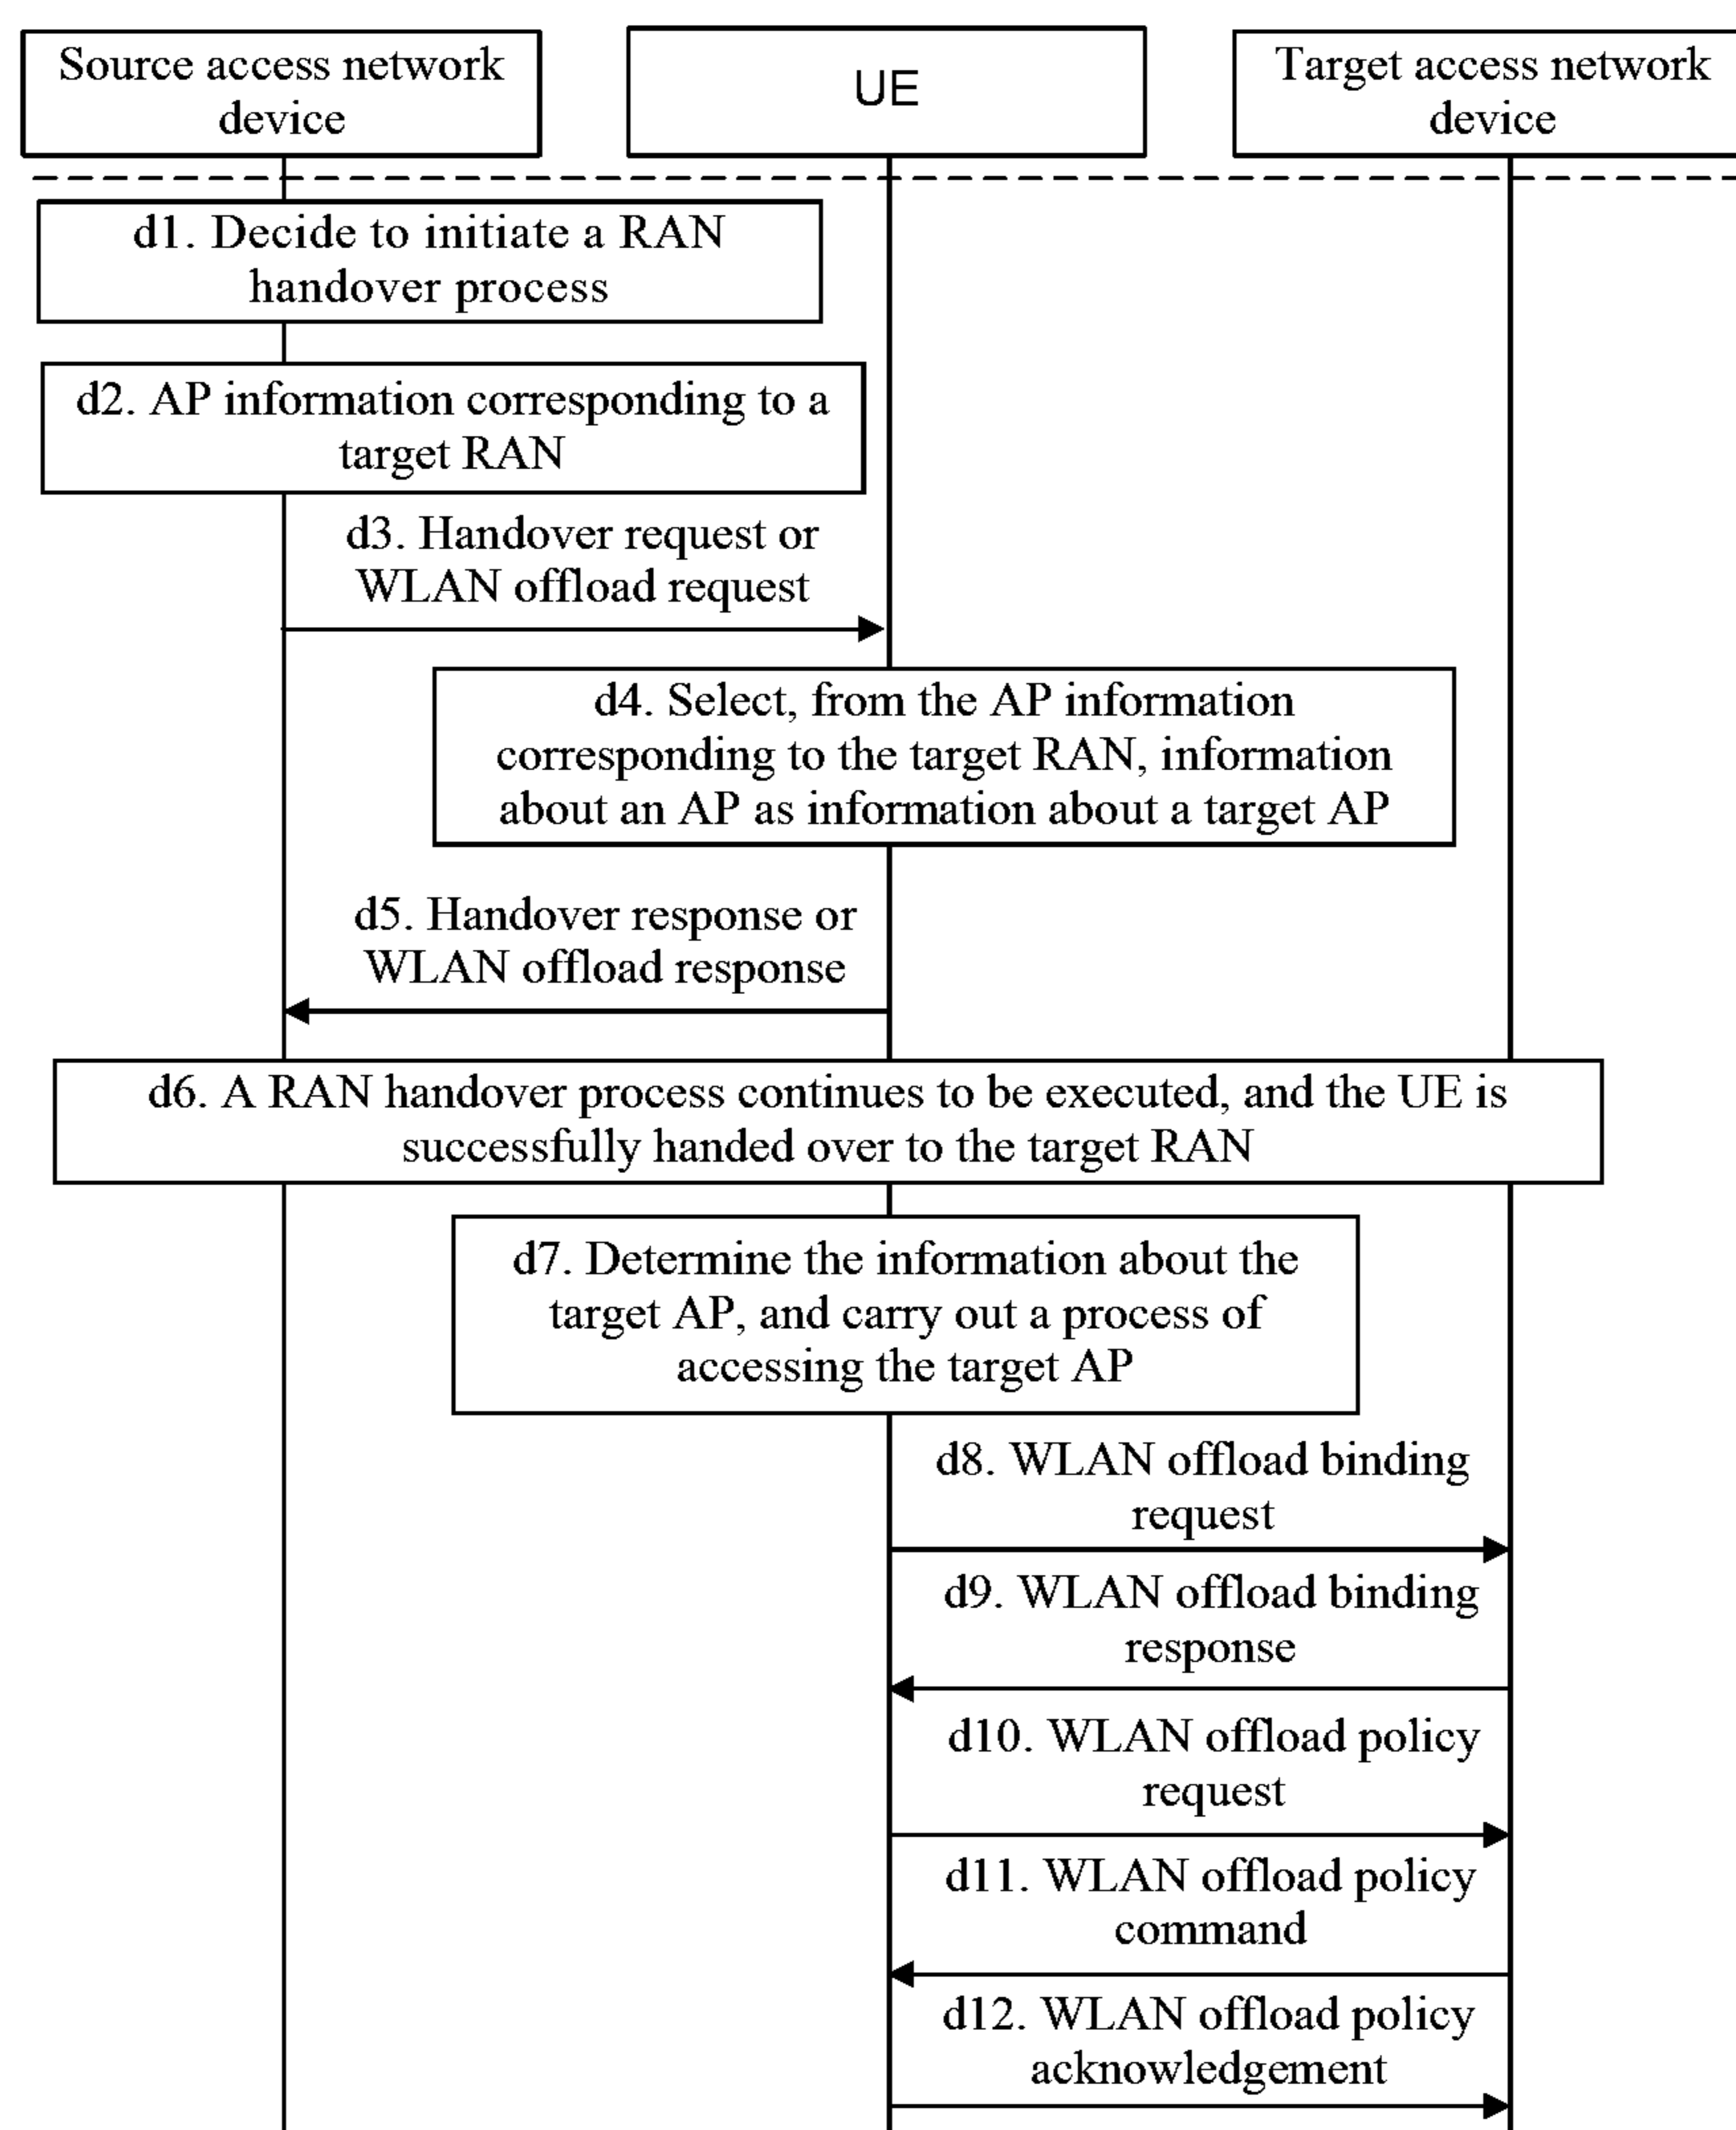 Source access network
device
UE
Target access network
device
d1. Decide to initiate a RAN
handover process
d2. AP information corresponding to a
target RAN
d3. Handover request or
WLAN offload request
d4. Select, from the AP information
corresponding to the target RAN, information
about an AP as information about a target AP
d5. Handover response or
WLAN offload response
d6. A RAN handover process continues to be executed, and the UE is
successfully handed over to the target RAN
d7. Determine the information about the
target AP, and carry out a process of
accessing the target AP
d8. WLAN offload binding
request
d9. WLAN offload binding
response
d10. WLAN offload policy
request
d11. WLAN offload policy
command
d12. WLAN offload policy
acknowledgement